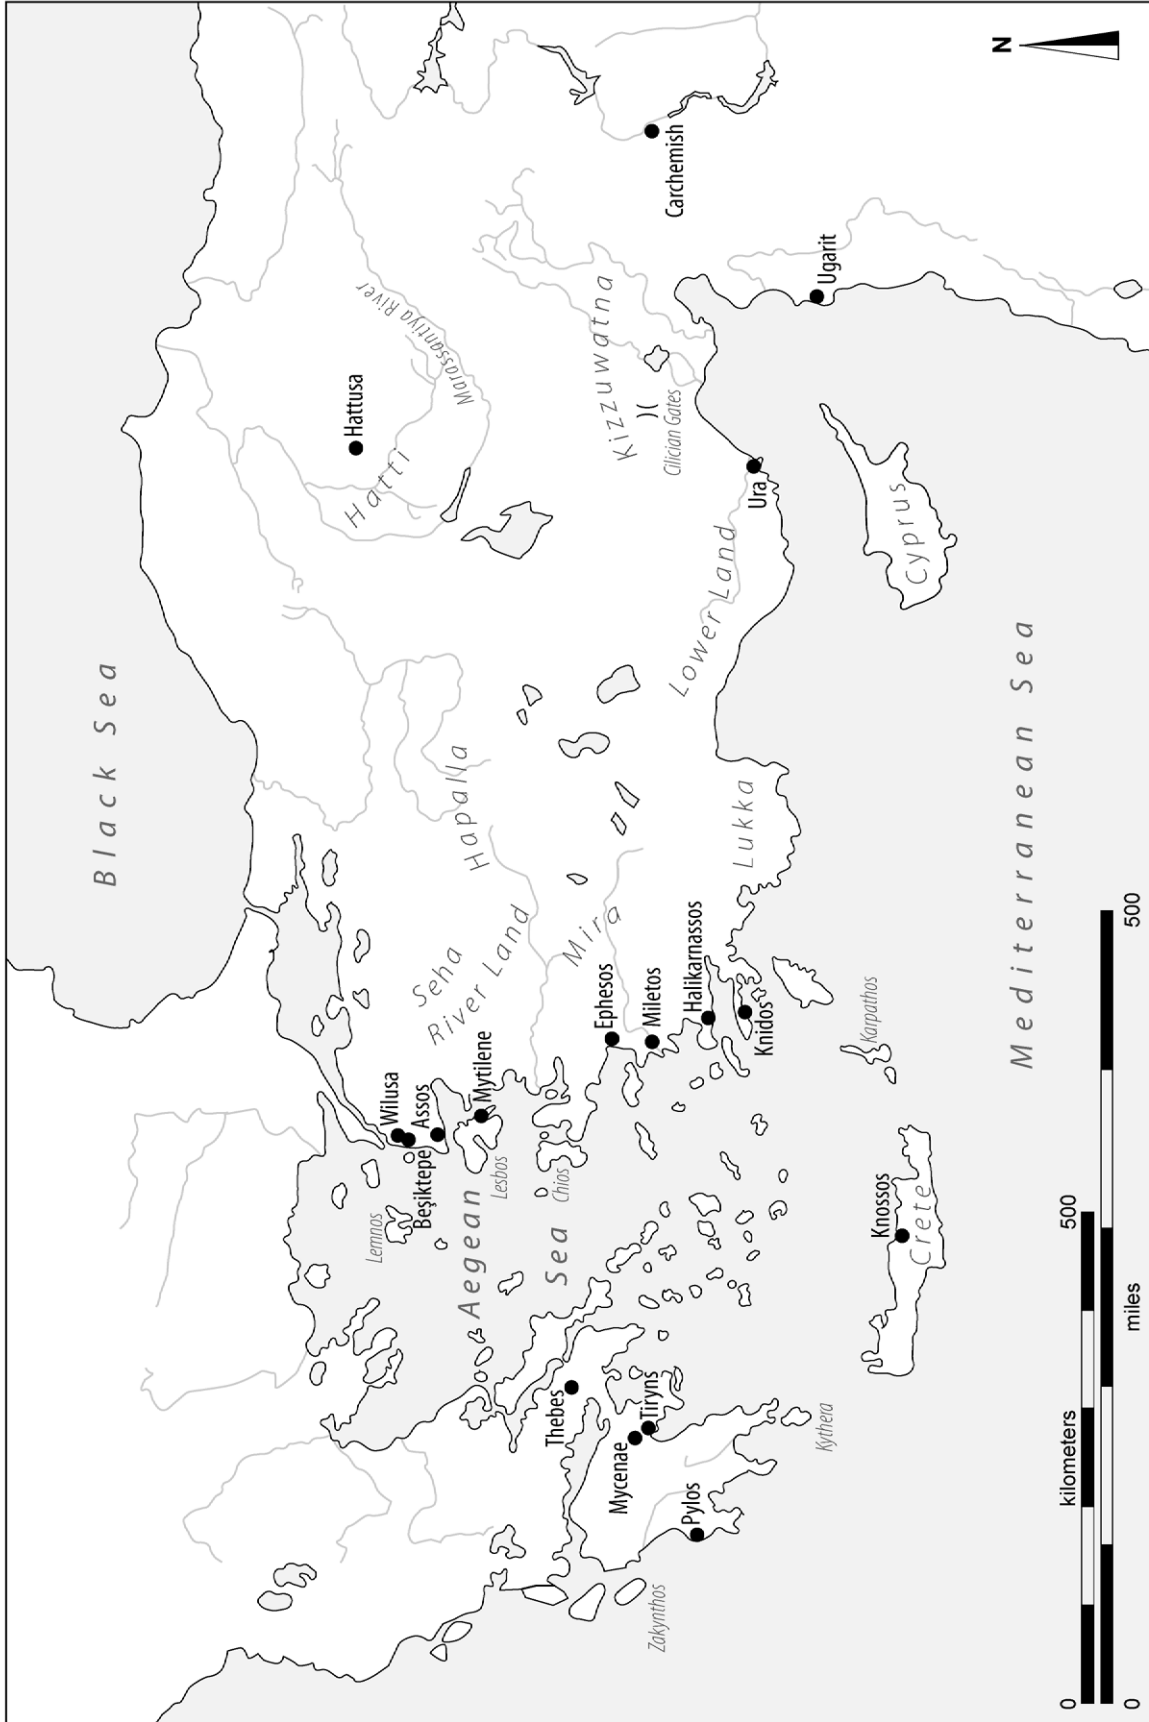 Black Sea
N
Hattusa
Marassantiya River
Hatti
Wilusa
Beşiktepe
Assos
Mytilene
Lemnos
Lesbos
Chios
Aegean
Sea
Seha
River Land
Hapalla
Mira
Kizzuwatna
Cilician Gates
Carchemish
Thebes
Mycenae
Tiryns
Pylos
Zakynthos
Kythera
Ephesos
Miletos
Halikarnassos
Knidos
Lukka
Lower Land
Ura
Ugarit
Karpathos
Knossos
Crete
Cyprus
Mediterranean Sea
0
kilometers
500
0
miles
500